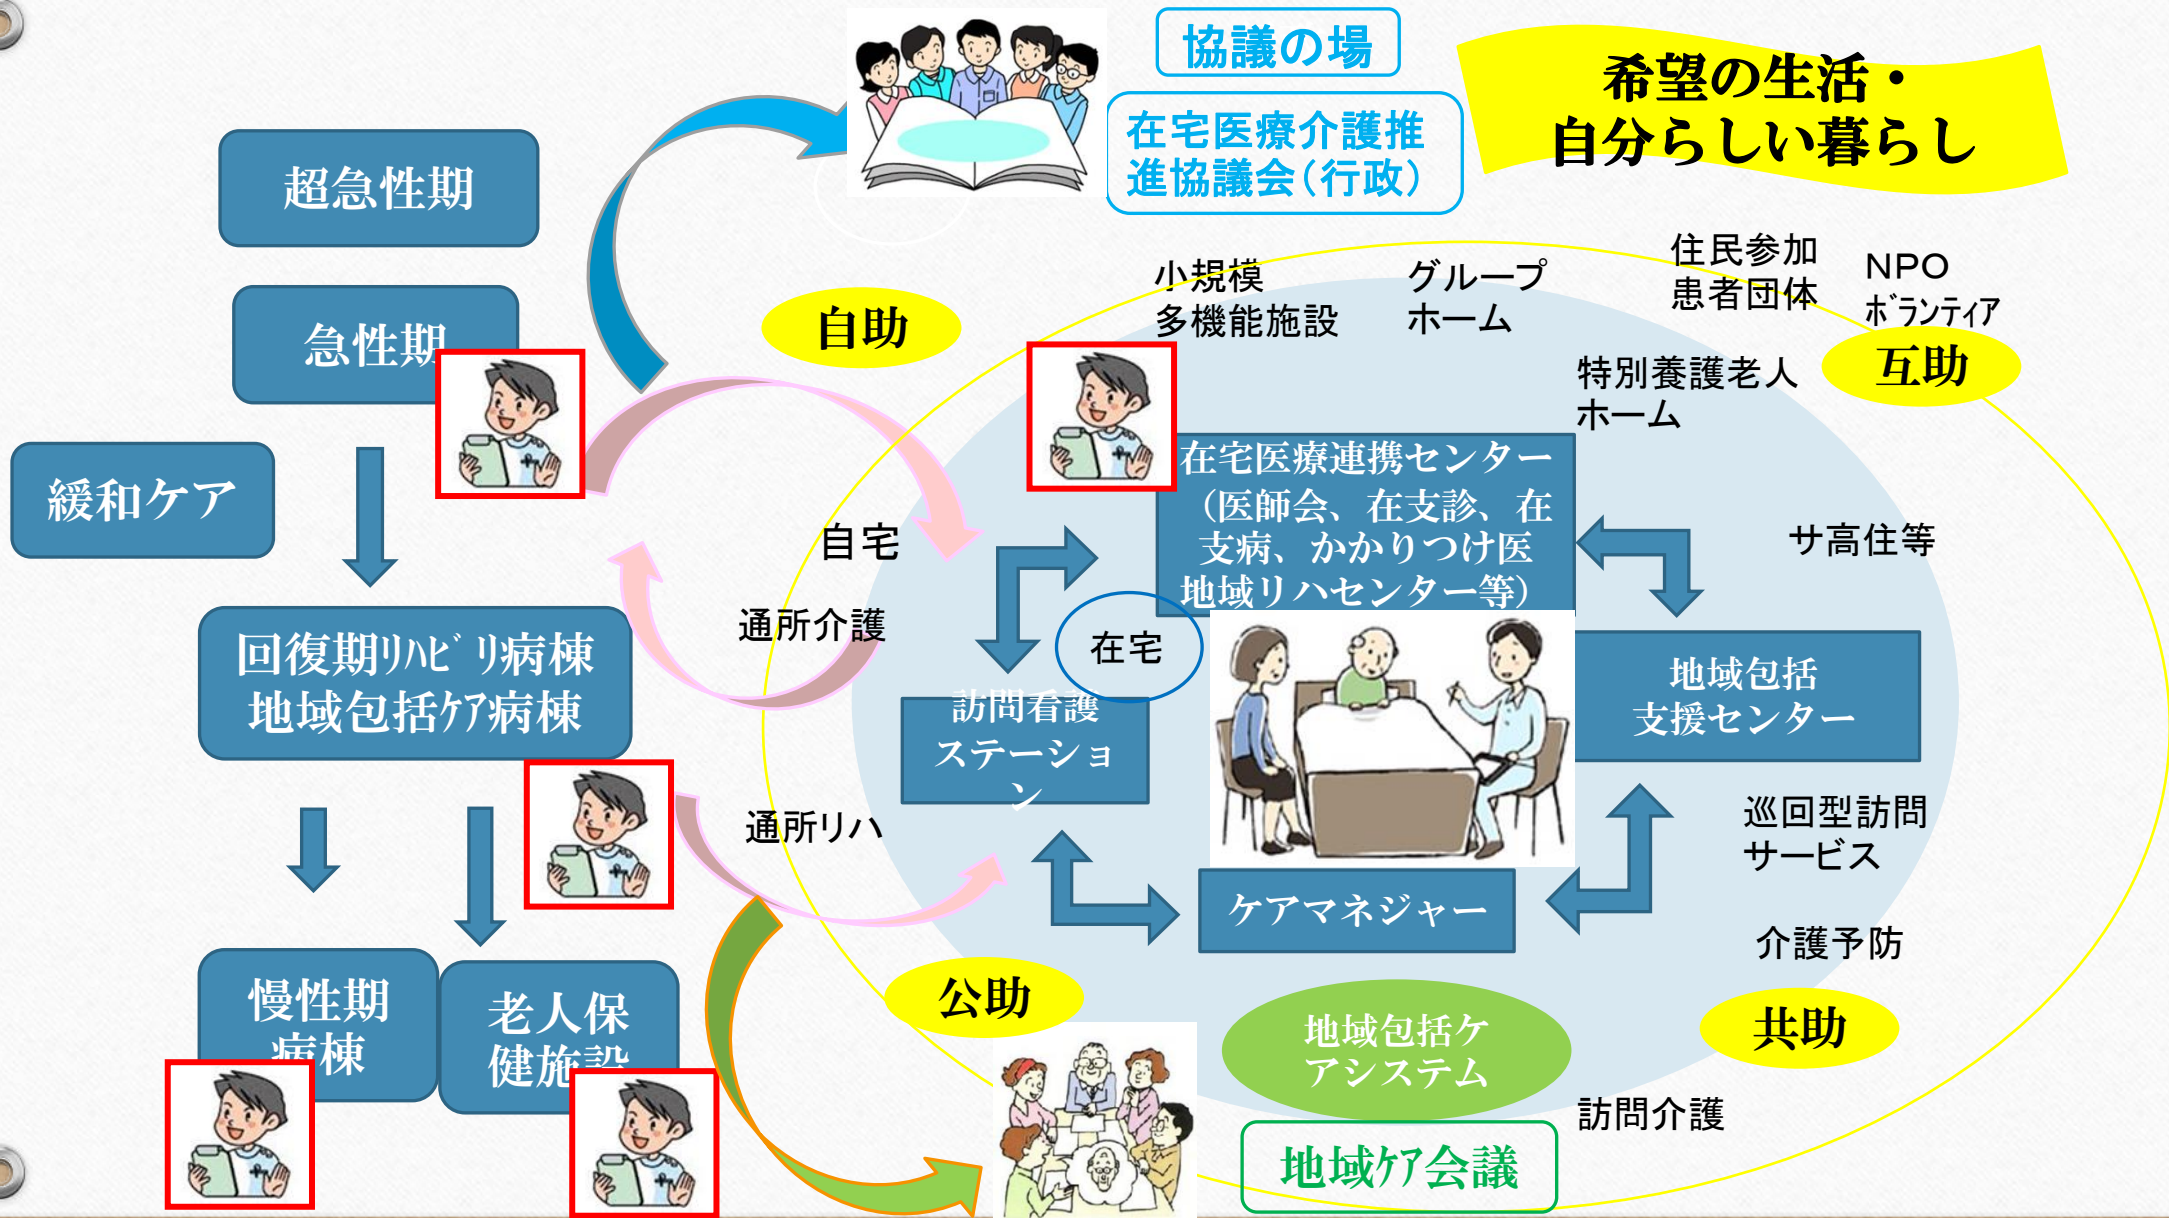 協議の場
在宅医療介護推
進協議会（行政）
希望の生活・
自分らしい暮らし
超急性期
急性期
緩和ケア
回復期ﾘﾊﾋﾞﾘ病棟
地域包括ｹｱ病棟
慢性期
病棟
老人保
健施設
自助
小規模
多機能施設
グループ
ホーム
住民参加
患者団体
NPO
ﾎﾞﾗﾝﾃｨｱ
互助
特別養護老人
ホーム
在宅医療連携センター
（医師会、在支診、在
支病、かかりつけ医
地域リハセンター等）
自宅
サ高住等
通所介護
在宅
訪問看護
ステーショ
ン
地域包括
支援センター
通所リハ
巡回型訪問
サービス
ケアマネジャー
介護予防
公助
共助
地域包括ケ
アシステム
訪問介護
地域ｹｱ会議